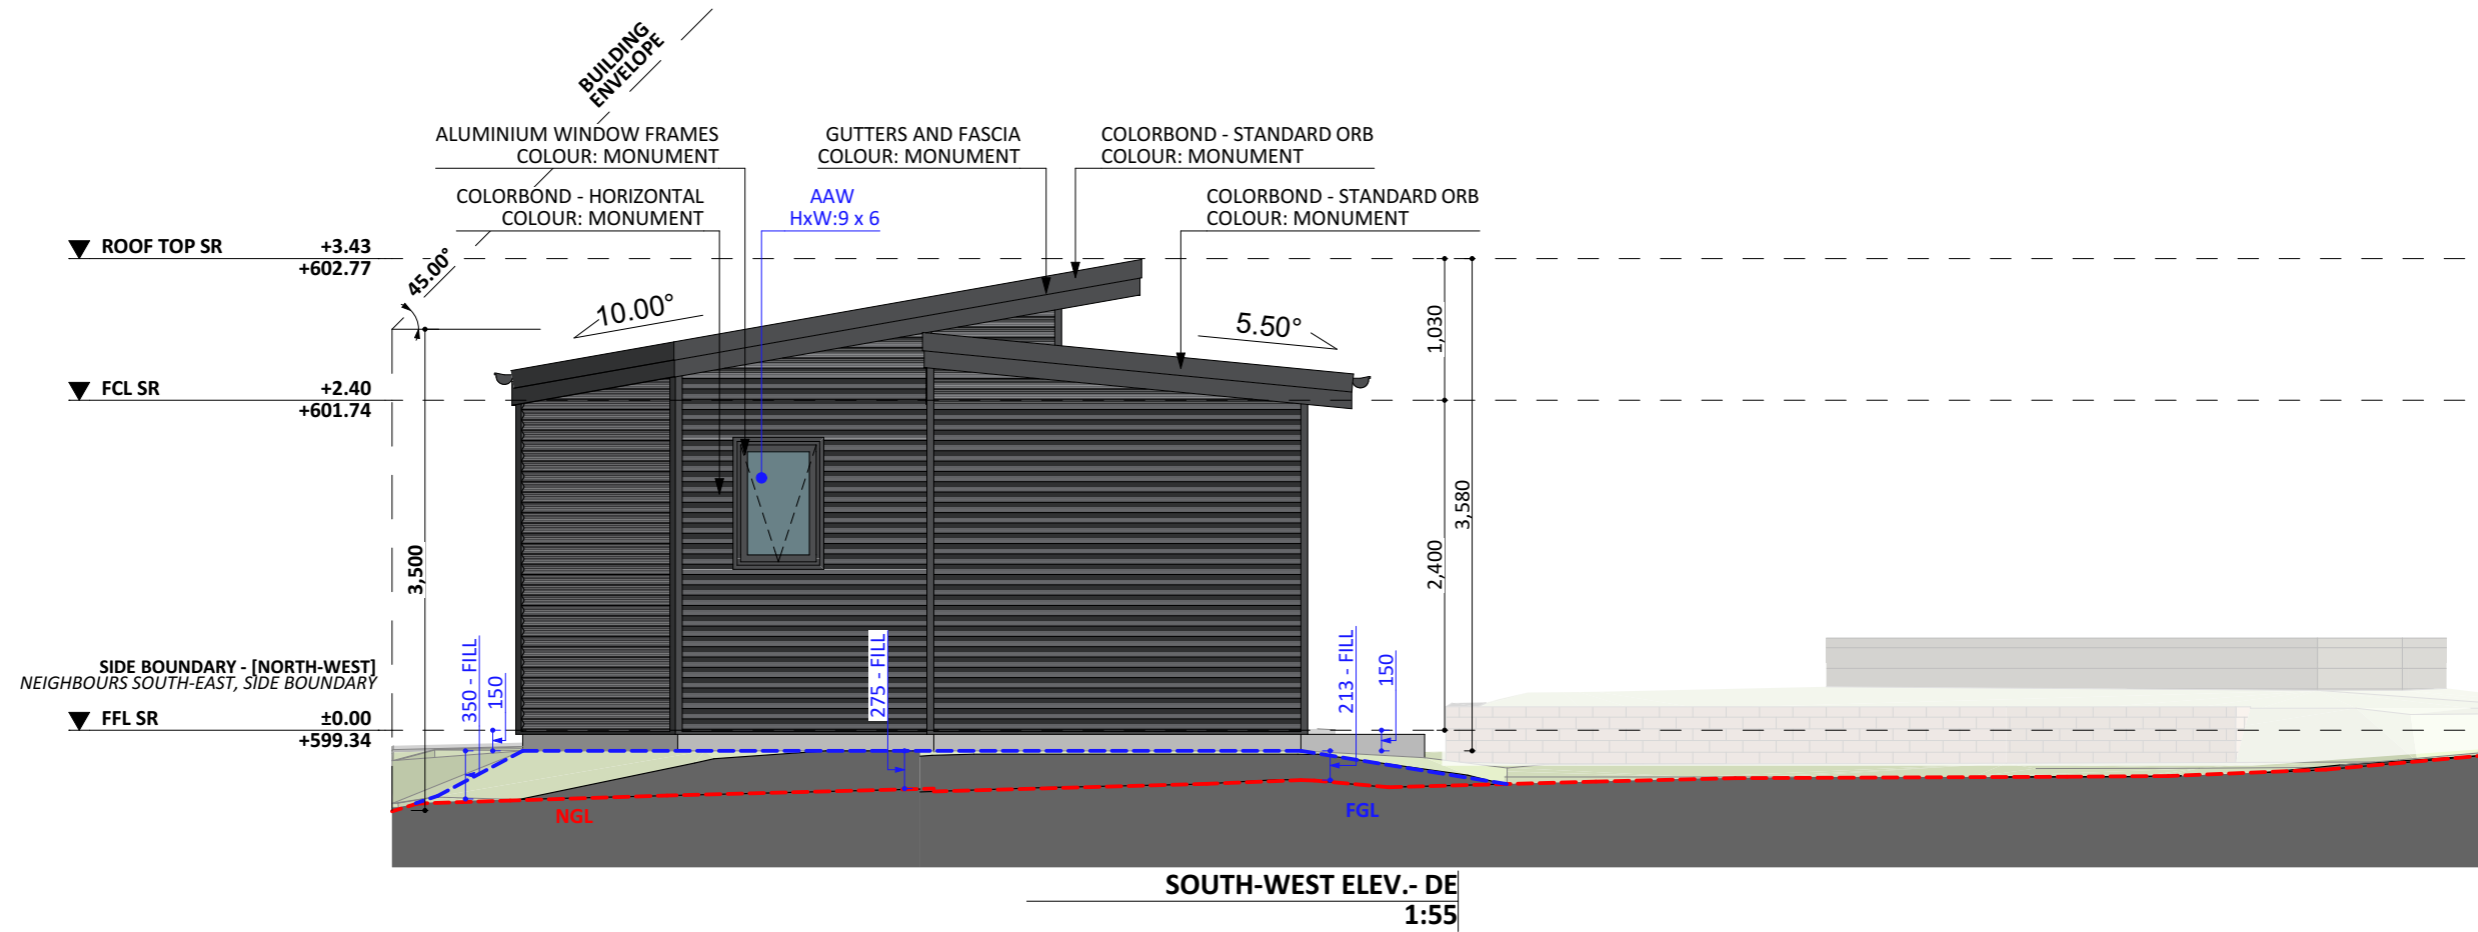 BUILDING
ENVELOPE
ALUMINIUM WINDOW FRAMES
COLOUR: MONUMENT
GUTTERS AND FASCIA
COLOUR: MONUMENT
COLORBOND - STANDARD ORB
COLOUR: MONUMENT
COLORBOND - HORIZONTAL
COLOUR: MONUMENT
AAW
HxW:9 x 6
COLORBOND - STANDARD ORB
COLOUR: MONUMENT
ROOF TOP SR +3.43
+602.77
45.00°
10.00°
5.50°
1,030
FCL SR +2.40
+601.74
3,500
2,400
3,580
SIDE BOUNDARY - [NORTH-WEST]
NEIGHBOURS SOUTH-EAST, SIDE BOUNDARY
FFL SR ±0.00
+599.34
350 - FILL
150
275 - FILL
213 - FILL
150
NGL
FGL
SOUTH-WEST ELEV.- DE
1:55